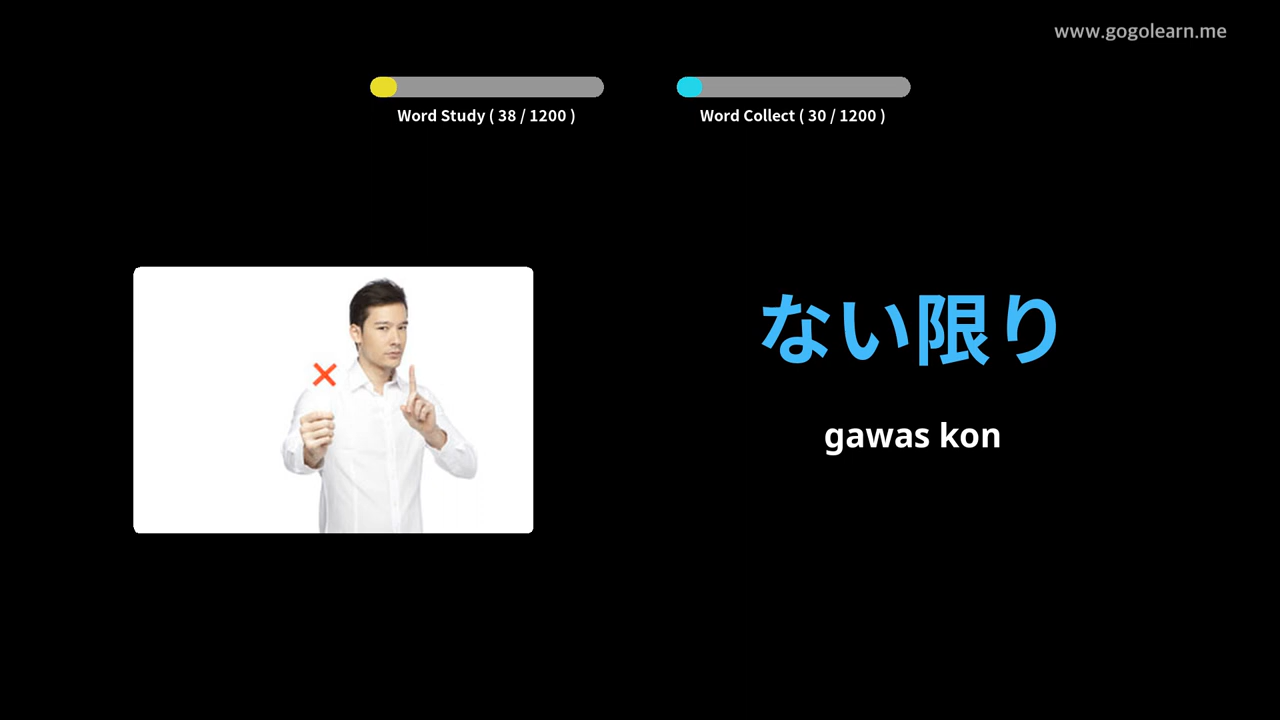 www.gogolearn.me
Word Study ( 38 / 1200 )
Word Collect ( 30 / 1200 )
ない限り
gawas kon